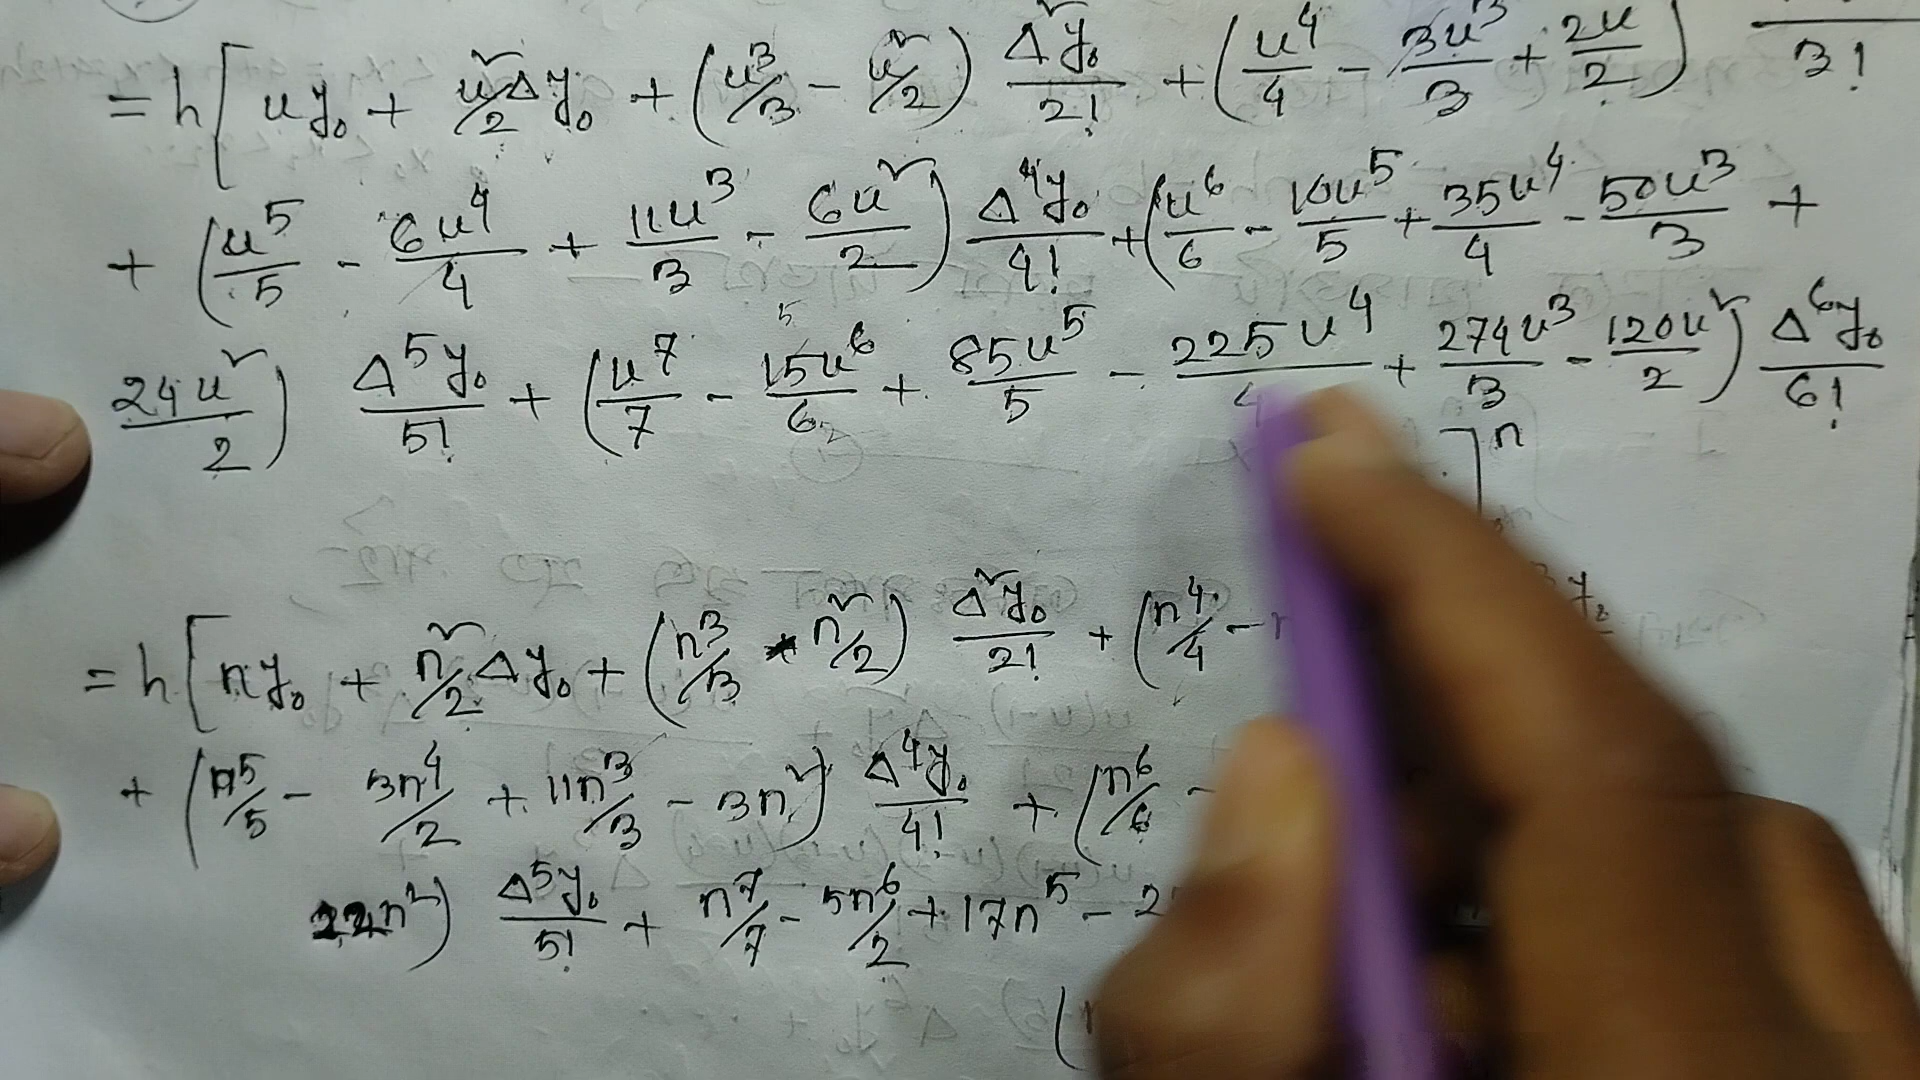 = h [ u y₀ + u²/2 Δy₀ + (u³/3 - u²/2) Δ²y₀/2! + (u⁴/4 - 3u³/3 + 2u/2) /3!
+ (u⁵/5 - 6u⁴/4 + 11u³/3 - 6u²/2) Δ⁴y₀/4! + (u⁶/6 - 10u⁵/5 + 35u⁴/4 - 50u³/3 +
24u²/2) Δ⁵y₀/5! + (u⁷/7 - 15u⁶/6 + 85u⁵/5 - 225u⁴/4 + 274u³/3 - 120u²/2) Δ⁶y₀/6!
]ⁿ
= h [ n y₀ + n²/2 Δy₀ + (n³/3 - n²/2) Δ²y₀/2! + (n⁴/4 -
+ (n⁵/5 - 3n⁴/2 + 11n³/3 - 3n²) Δ⁴y₀/4! + (n⁶/6 -
n²) Δ⁵y₀/5! + n⁷/7 - 5n⁶/2 + 17n⁵ -